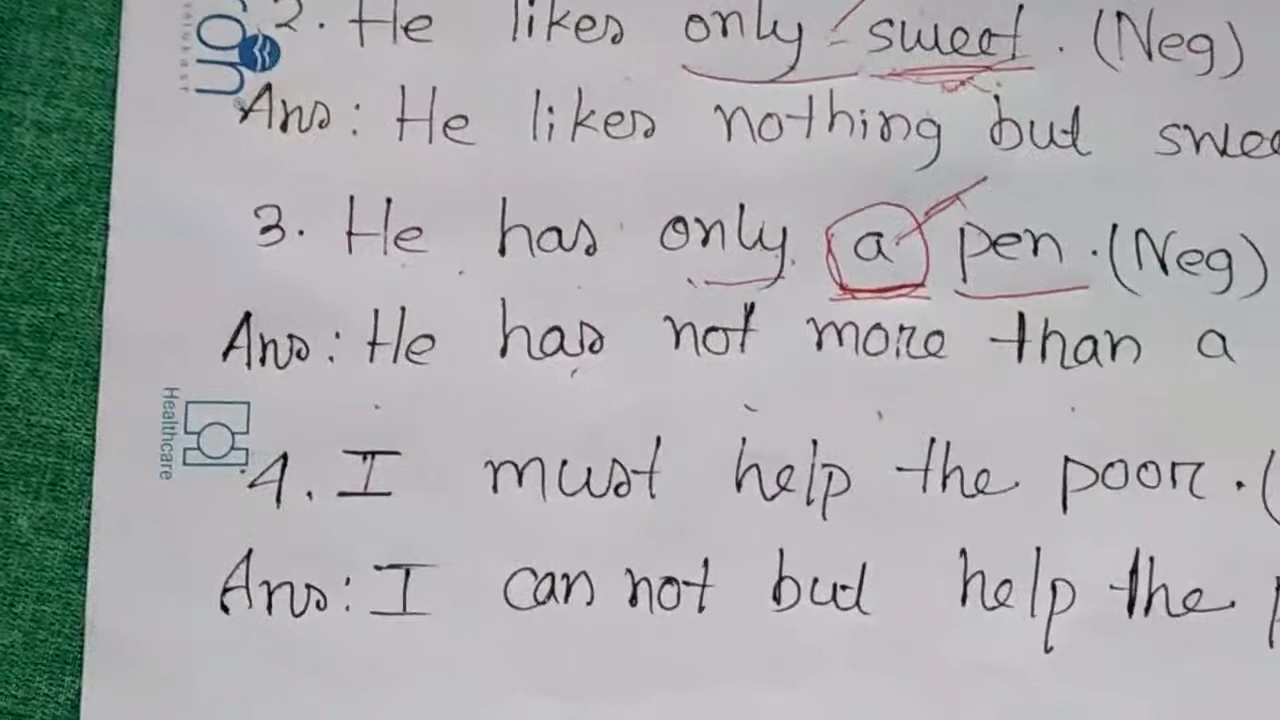 2. He likes only sweet. (Neg)
Ans: He likes nothing but
3. He has only a pen. (Neg)
Ans: He has not more than a
Healthcare
4. I must help the poor. (
Ans: I can not but help the